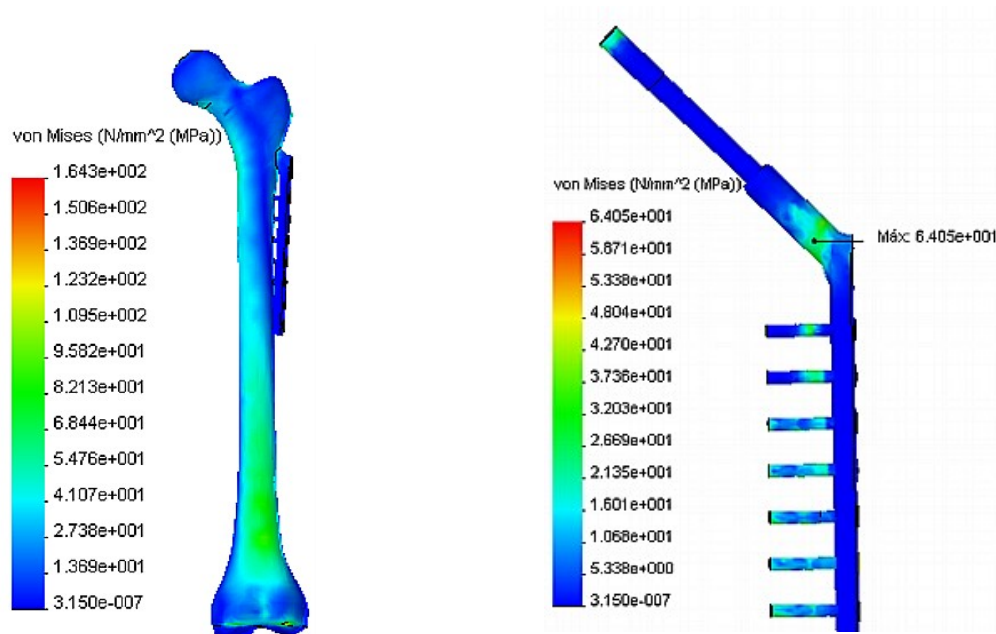 von Mises (N/mm^2 (MPa))
1.643e+002
1.506e+002
1.369e+002
1.232e+002
1.095e+002
9.582e+001
8.213e+001
6.844e+001
5.476e+001
4.107e+001
2.738e+001
1.369e+001
3.150e-007
von Mises (N/mm^2 (MPa))
6.405e+001
5.871e+001
5.338e+001
4.804e+001
4.270e+001
3.736e+001
3.203e+001
2.669e+001
2.135e+001
1.601e+001
1.068e+001
5.338e+000
3.150e-007
Máx: 6.405e+001